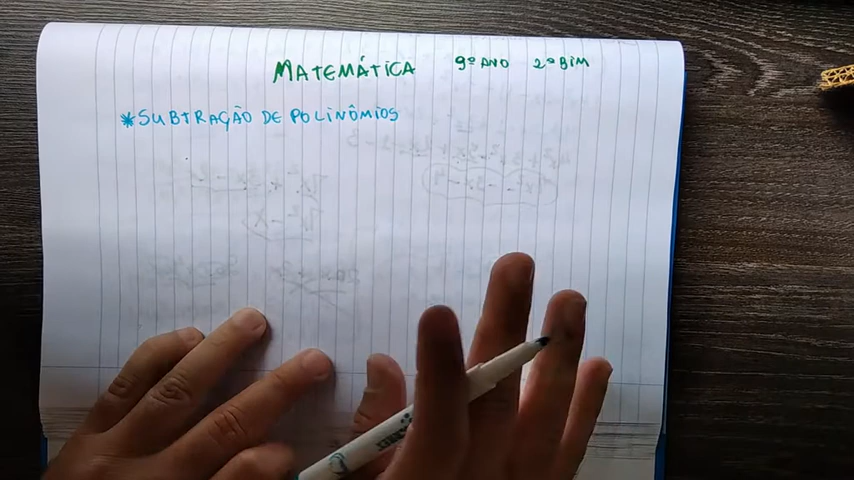 MATEMÁTICA 9º ANO 2º BIM
*SUBTRAÇÃO DE POLINÔMIOS